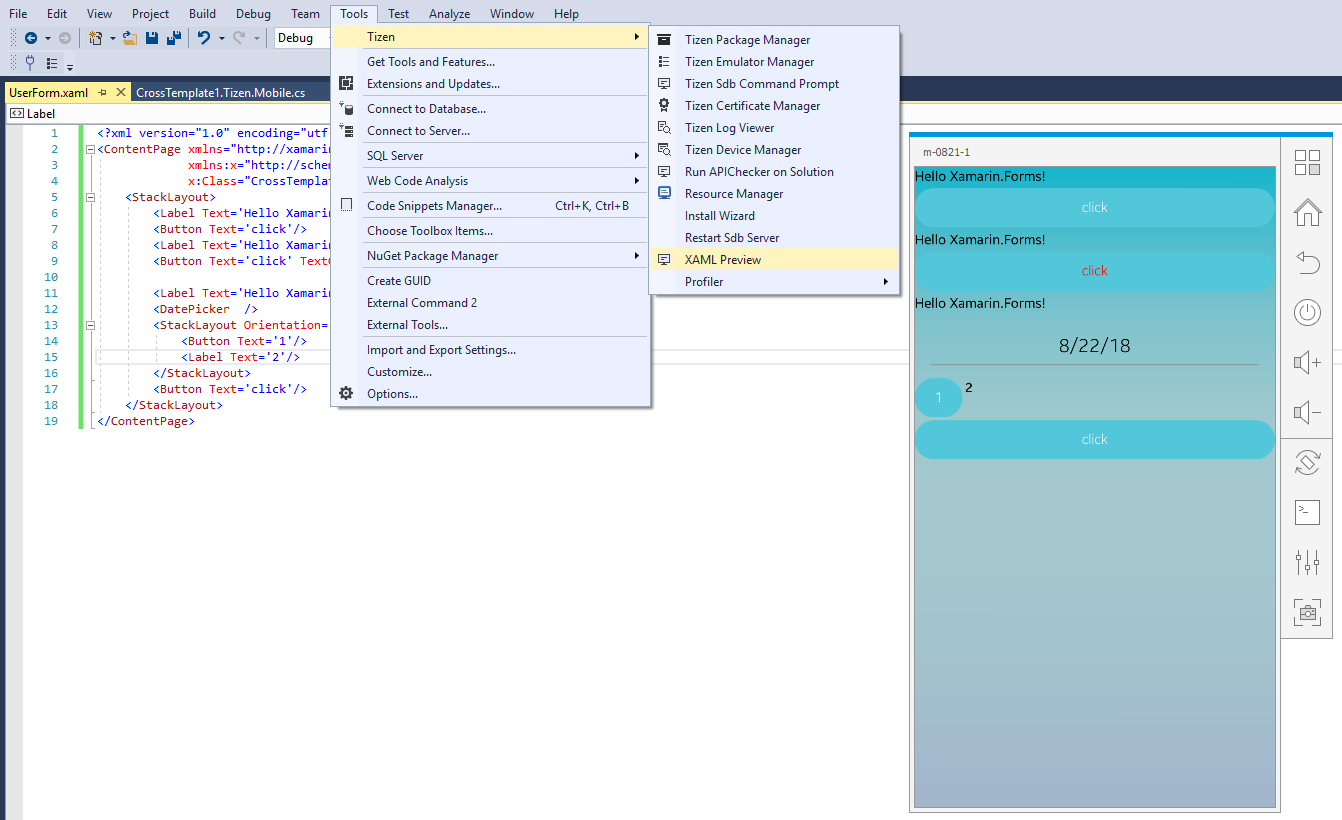 File Edit View Project Build Debug Team Tools Test Analyze Window Help
Debug
UserForm.xaml CrossTemplate1.Tizen.Mobile.cs
Label
1 <?xml version="1.0" encoding="utf
2 <ContentPage xmlns="http://xamari
3 xmlns:x="http://sche
4 x:Class="CrossTempla
5 <StackLayout>
6 <Label Text='Hello Xamarin
7 <Button Text='click'/>
8 <Label Text='Hello Xamarin
9 <Button Text='click' Text
10
11 <Label Text='Hello Xamarin
12 <DatePicker />
13 <StackLayout Orientation=
14 <Button Text='1'/>
15 <Label Text='2'/>
16 </StackLayout>
17 <Button Text='click'/>
18 </StackLayout>
19 </ContentPage>
Tizen
Get Tools and Features...
Extensions and Updates...
Connect to Database...
Connect to Server...
SQL Server
Web Code Analysis
Code Snippets Manager... Ctrl+K, Ctrl+B
Choose Toolbox Items...
NuGet Package Manager
Create GUID
External Command 2
External Tools...
Import and Export Settings...
Customize...
Options...
Tizen Package Manager
Tizen Emulator Manager
Tizen Sdb Command Prompt
Tizen Certificate Manager
Tizen Log Viewer
Tizen Device Manager
Run APIChecker on Solution
Resource Manager
Install Wizard
Restart Sdb Server
XAML Preview
Profiler
m-0821-1
Hello Xamarin.Forms!
click
Hello Xamarin.Forms!
click
Hello Xamarin.Forms!
8/22/18
1 2
click